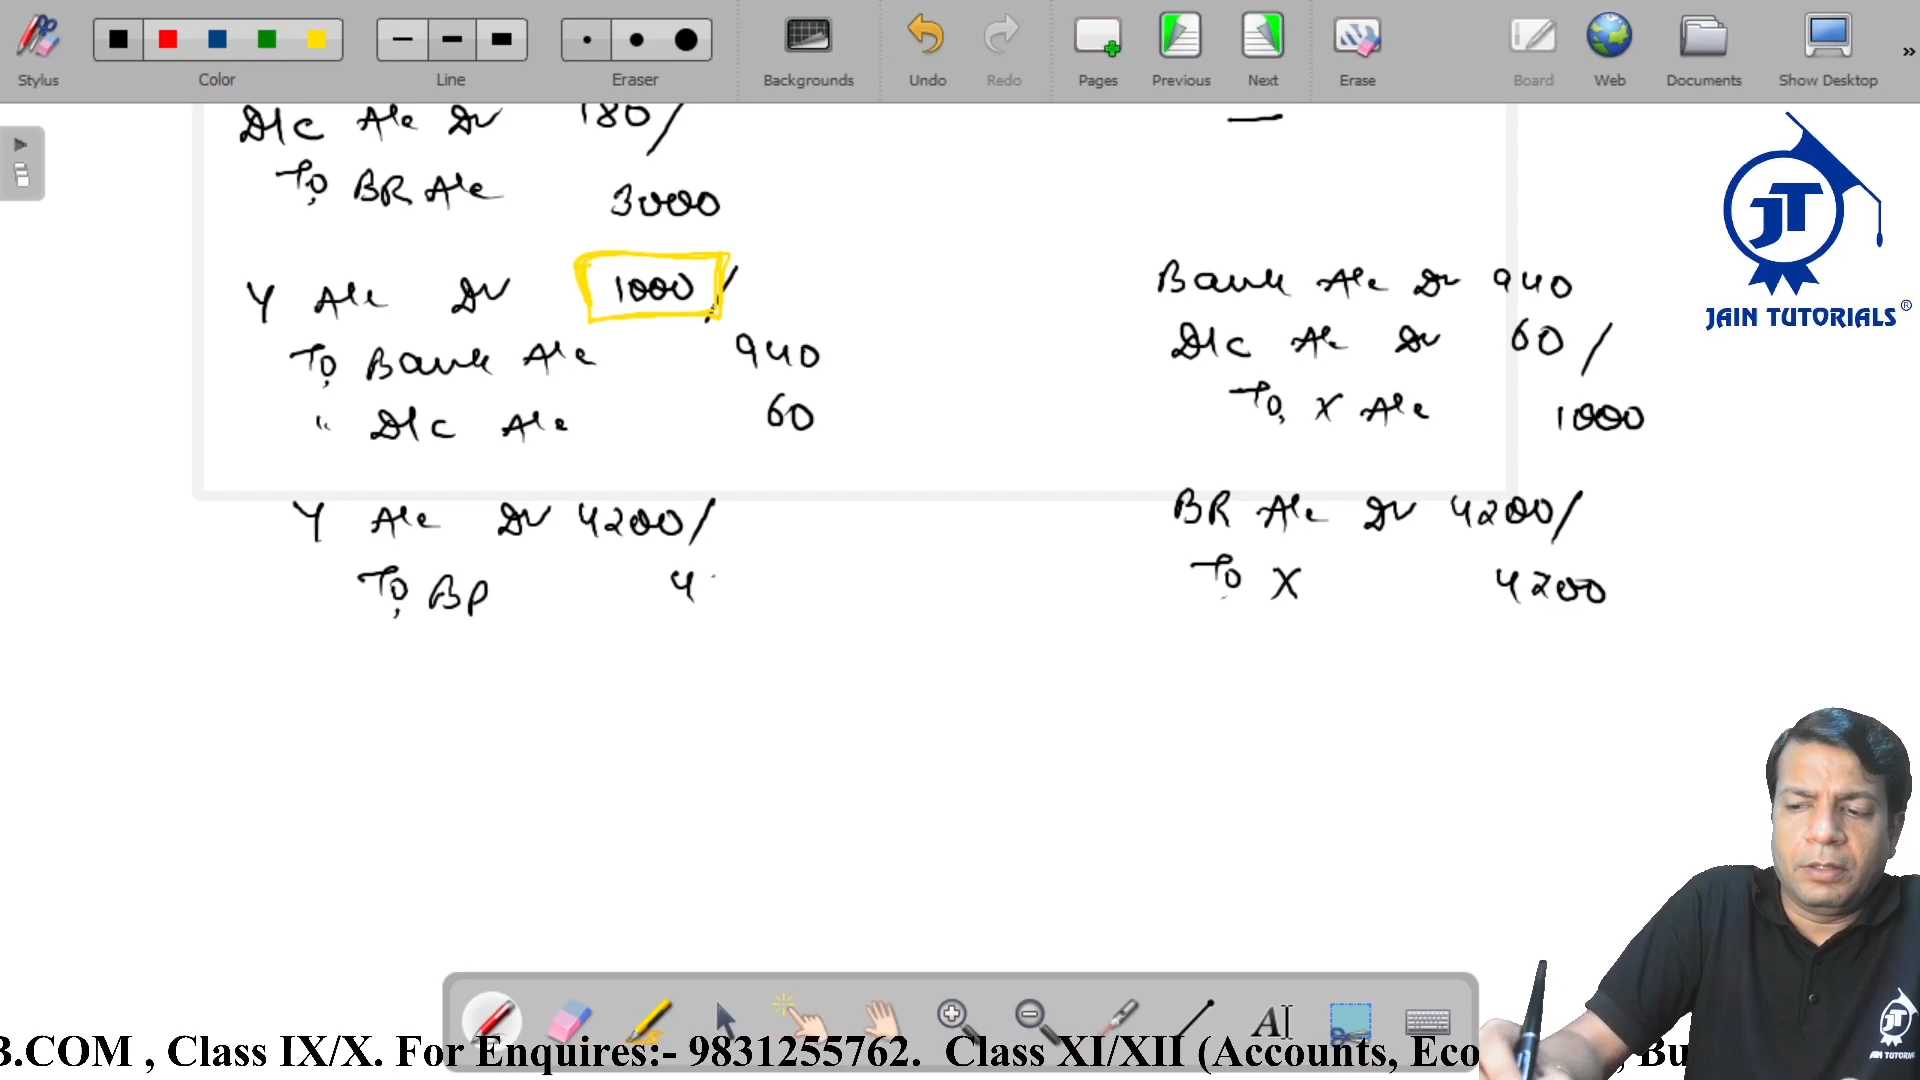 Stylus
Color
Line
Eraser
Backgrounds
Undo
Redo
Pages
Previous
Next
Erase
Board
Web
Documents
Show Desktop
»
D/c A/c Dr 180/
To BR A/c 3000
—
Y A/c Dr 1000/
To Bank A/c 940
" D/c A/c 60
Bank A/c Dr 940
D/c A/c Dr 60/
To X A/c 1000
Y A/c Dr 4200/
To BP 4
BR A/c Dr 4200/
To X 4200
JT
JAIN TUTORIALS®
JT
B.COM , Class IX/X. For Enquires:- 9831255762. Class XI/XII (Accounts, Eco , Bu